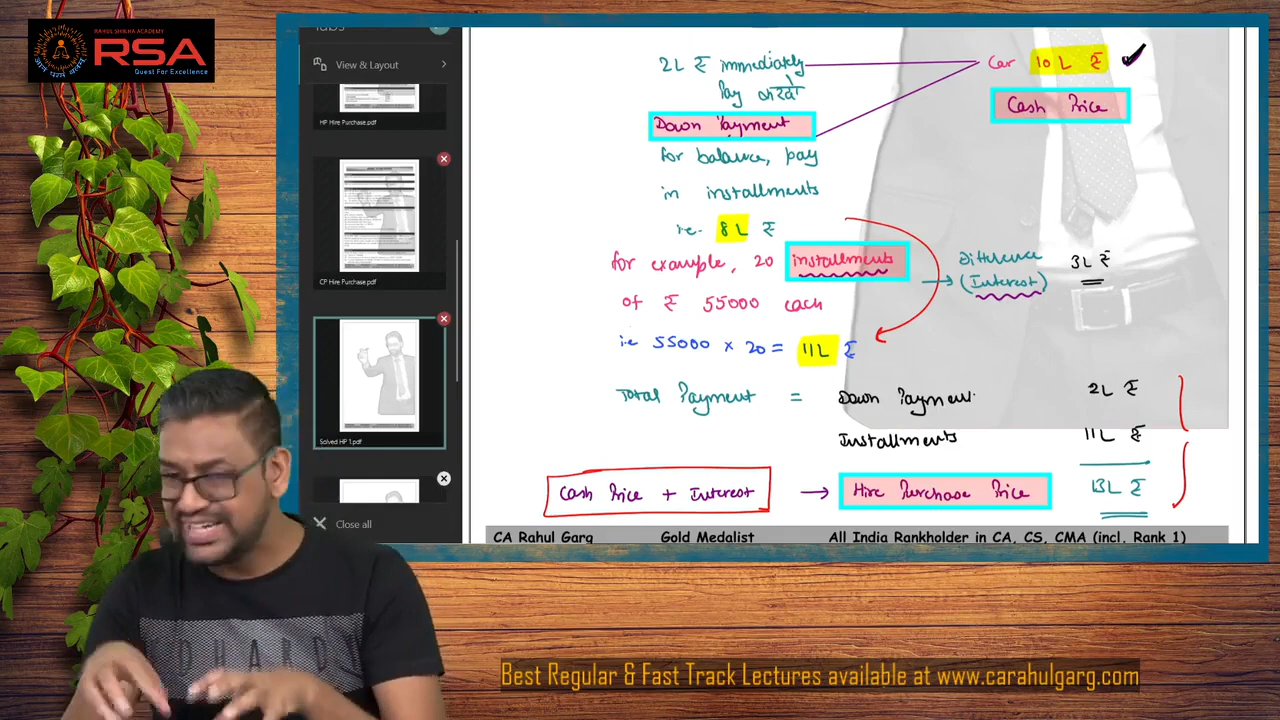 RAHUL SHIKHA ACADEMY
RSA
Quest For Excellence
View & Layout
HP Hire Purchase.pdf
CP Hire Purchase.pdf
Solved HP 1.pdf
Close all
2L ₹ immediately
Pay करेंगे
Down Payment
for balance, pay
in installments
i.e. 8L ₹
for example, 20 installments
of ₹ 55000 each
i.e 55000 × 20 = 11L ₹
Car 10L ₹
Cash Price
Difference 3L ₹
(Interest)
Total Payment = Down Payment 2L ₹
Installments 11L ₹
Cash Price + Interest → Hire Purchase Price 13L ₹
CA Rahul Garg Gold Medalist All India Rankholder in CA, CS, CMA (incl. Rank 1)
Best Regular & Fast Track Lectures available at www.carahulgarg.com